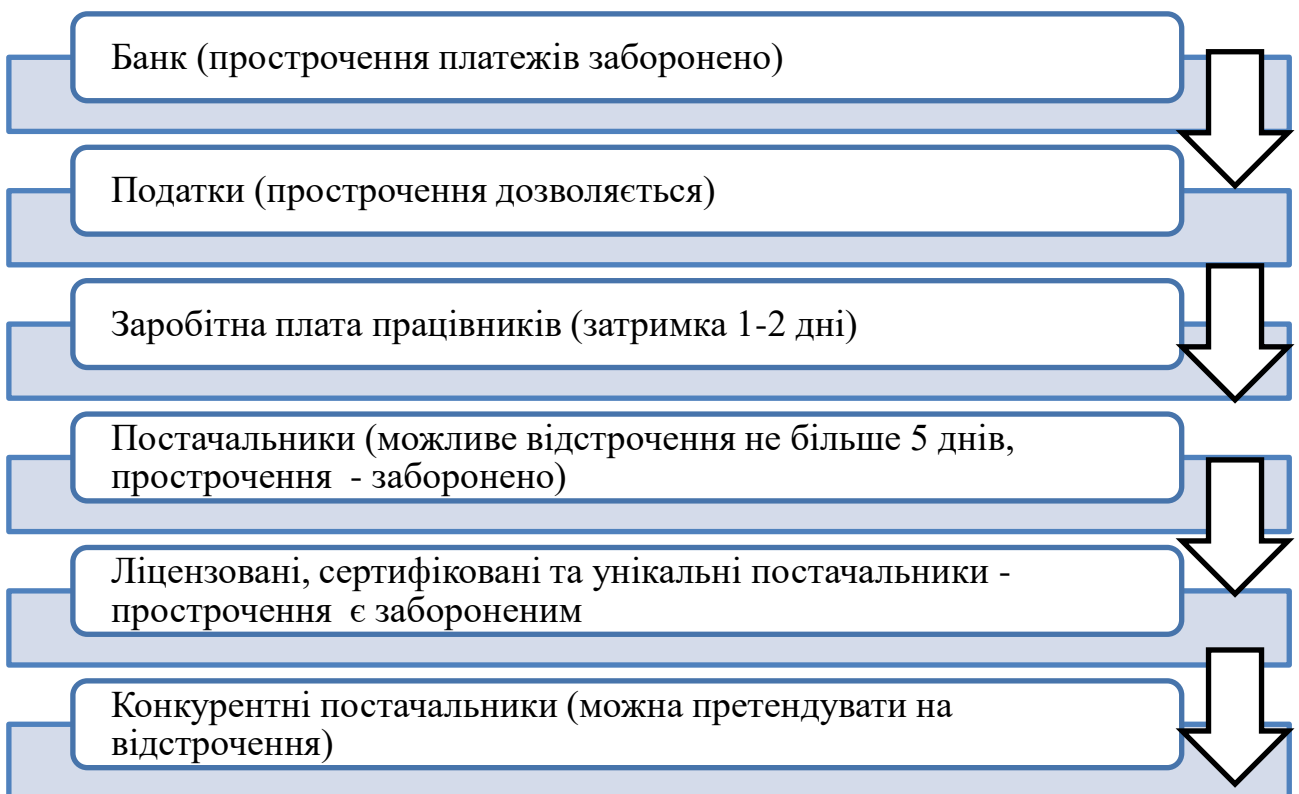 Банк (прострочення платежів заборонено)
Податки (прострочення дозволяється)
Заробітна плата працівників (затримка 1-2 дні)
Постачальники (можливе відстрочення не більше 5 днів,
прострочення  - заборонено)
Ліцензовані, сертифіковані та унікальні постачальники -
прострочення  є забороненим
Конкурентні постачальники (можна претендувати на
відстрочення)